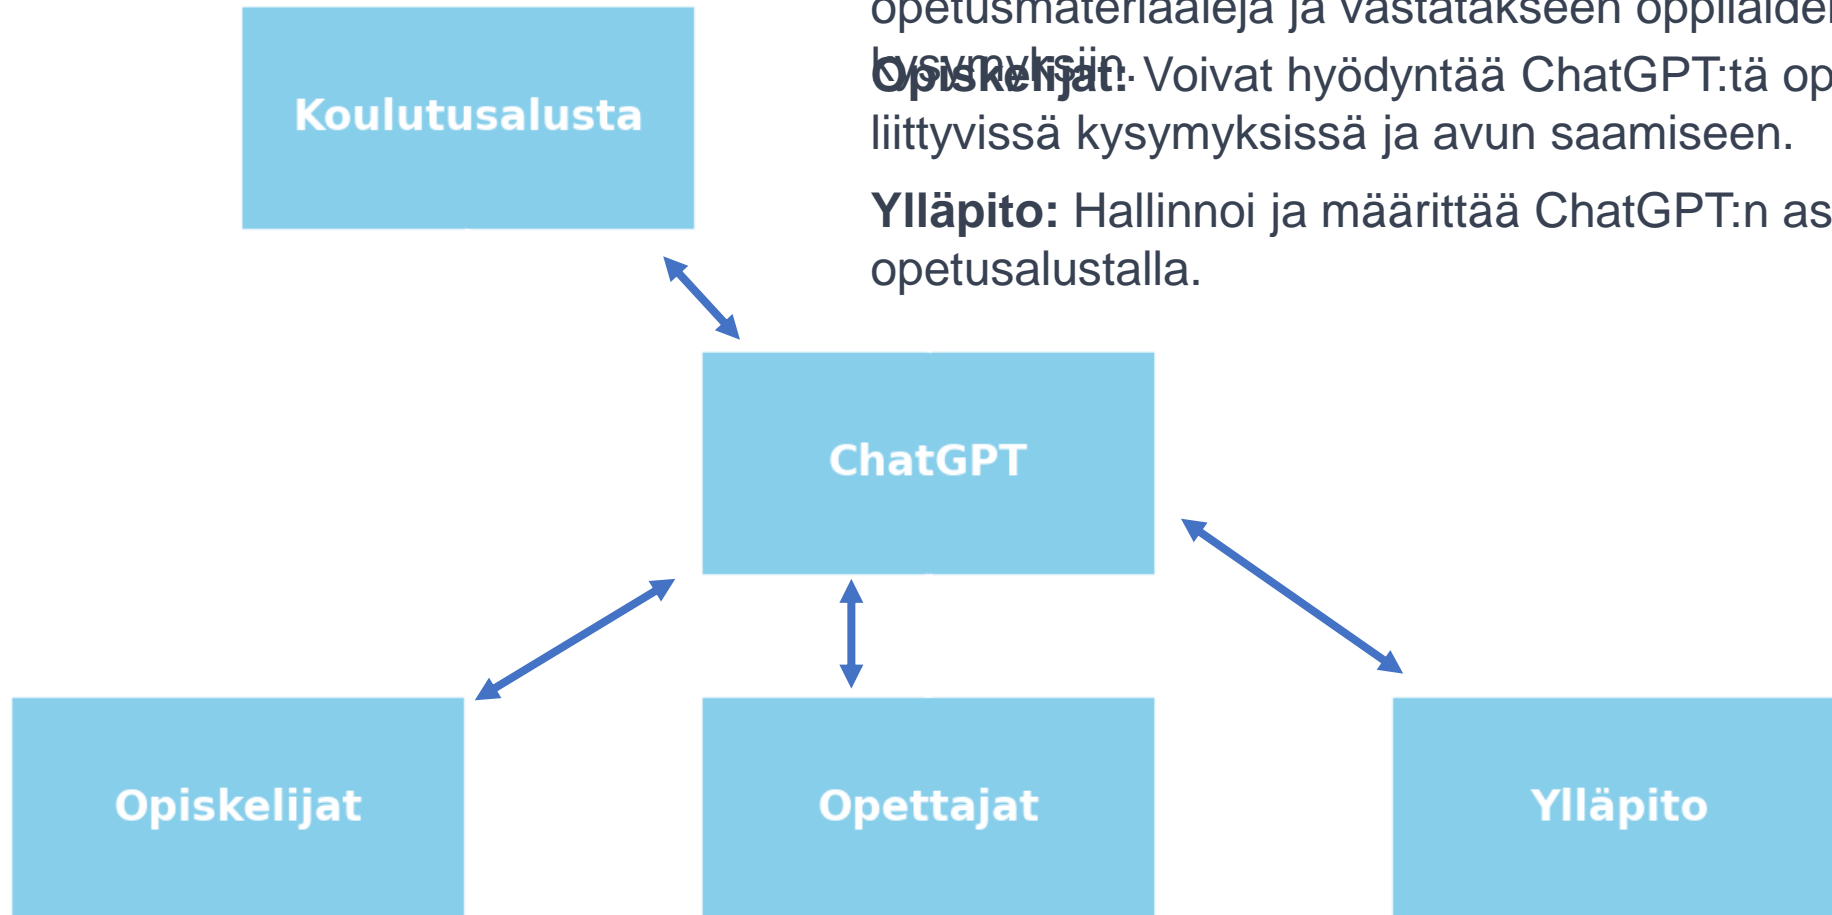 opetusmateriaaleja ja vastatakseen oppilaiden
kysymyksiin.
Opiskelijat: Voivat hyödyntää ChatGPT:tä op
liittyvissä kysymyksissä ja avun saamiseen.
Ylläpito: Hallinnoi ja määrittää ChatGPT:n as
opetusalustalla.
Koulutusalusta
ChatGPT
Opiskelijat
Opettajat
Ylläpito